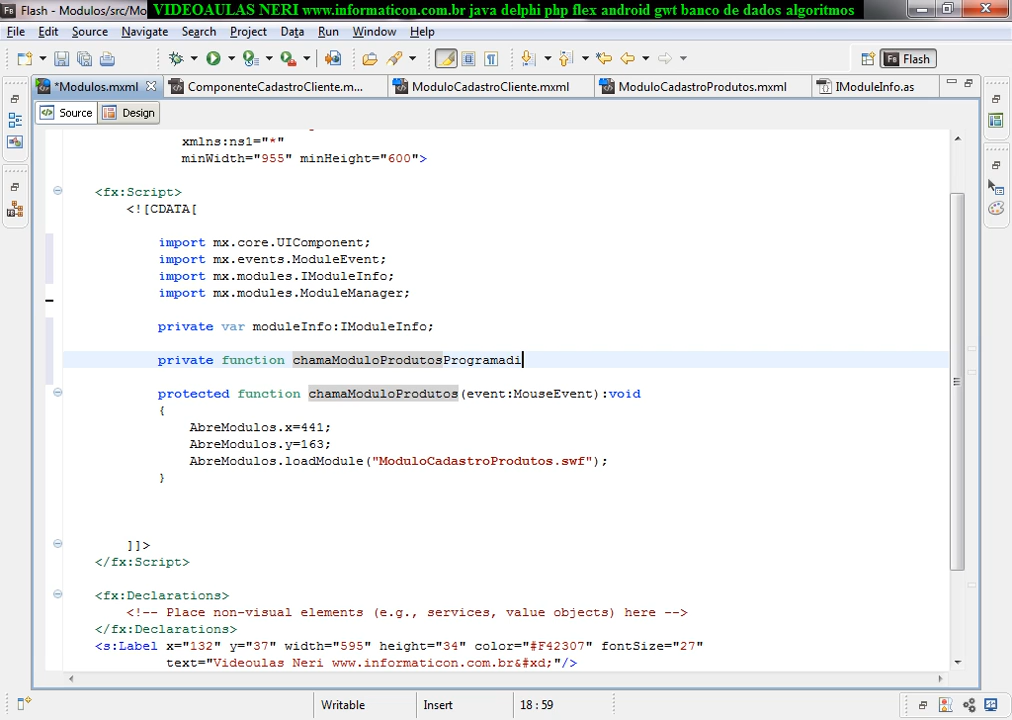 Flash - Modulos/src/Mo
VIDEOAULAS NERI www.informaticon.com.br java delphi php flex android gwt banco de dados algoritmos
File Edit Source Navigate Search Project Data Run Window Help
Flash
*Modulos.mxml ComponenteCadastroCliente.m... ModuloCadastroCliente.mxml ModuloCadastroProdutos.mxml IModuleInfo.as
Source Design
xmlns:ns1="*"
minWidth="955" minHeight="600">
<fx:Script>
<![CDATA[
import mx.core.UIComponent;
import mx.events.ModuleEvent;
import mx.modules.IModuleInfo;
import mx.modules.ModuleManager;
private var moduleInfo:IModuleInfo;
private function chamaModuloProdutosProgramadi
protected function chamaModuloProdutos(event:MouseEvent):void
{
AbreModulos.x=441;
AbreModulos.y=163;
AbreModulos.loadModule("ModuloCadastroProdutos.swf");
}
]]>
</fx:Script>
<fx:Declarations>
<!-- Place non-visual elements (e.g., services, value objects) here -->
</fx:Declarations>
<s:Label x="132" y="37" width="595" height="34" color="#F42307" fontSize="27"
text="Videoulas Neri www.informaticon.com.br&#xd;"/>
Writable Insert 18 : 59